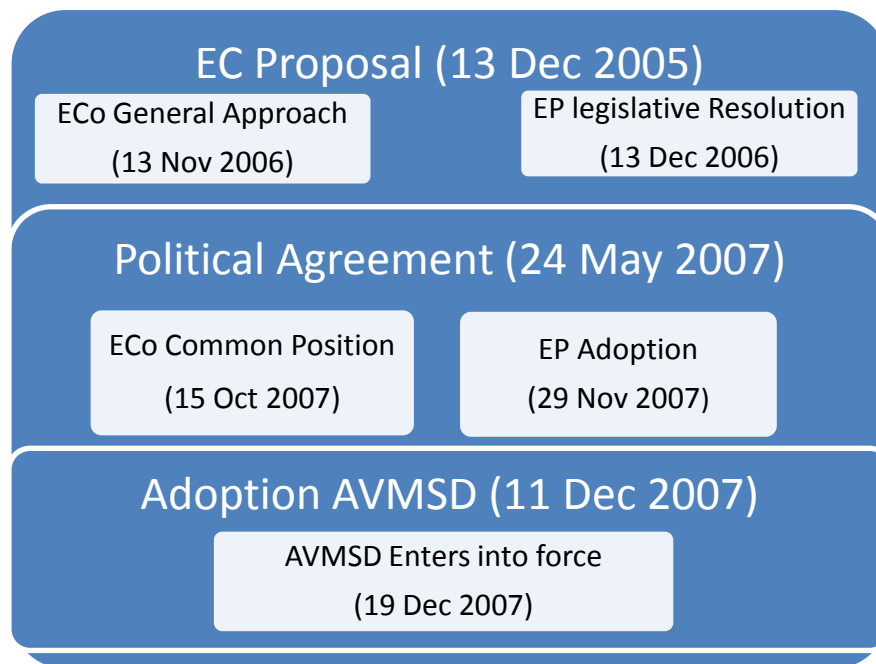 EC Proposal (13 Dec 2005)
ECo General Approach
(13 Nov 2006)
EP legislative Resolution
(13 Dec 2006)
Political Agreement (24 May 2007)
ECo Common Position
(15 Oct 2007)
EP Adoption
(29 Nov 2007)
Adoption AVMSD (11 Dec 2007)
AVMSD Enters into force
(19 Dec 2007)